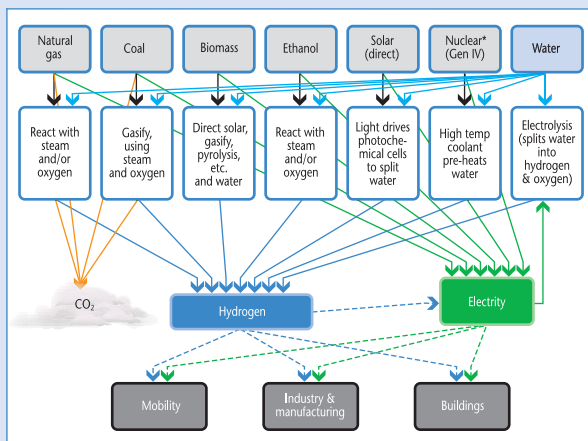 Natural
gas
Coal
Biomass
Ethanol
Solar
(direct)
Nuclear*
(Gen IV)
Water
React with
steam
and/or
oxygen
Gasify,
using
steam
and oxygen
Direct solar,
gasify,
pyrolysis,
etc.
and water
React with
steam
and/or
oxygen
Light drives
photoche-
mical cells
to split
water
High temp
coolant
pre-heats
water
Electrolysis
(splits water
into
hydrogen
& oxygen)
CO₂
Hydrogen
Electrity
Mobility
Industry &
manufacturing
Buildings